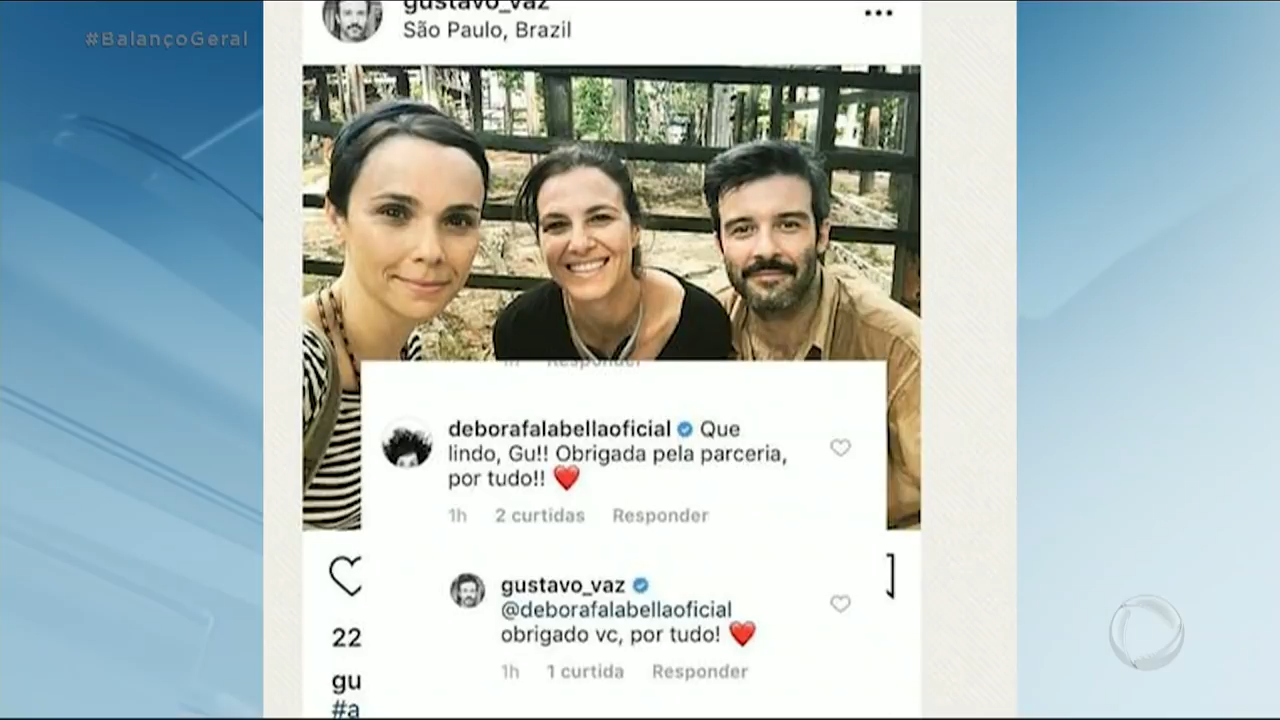 #BalançoGeral
gustavo_vaz
São Paulo, Brazil
Responder
deborafalabellaoficial Que
lindo, Gu!! Obrigada pela parceria,
por tudo!! ❤️
1h 2 curtidas Responder
gustavo_vaz
@deborafalabellaoficial
obrigado vc, por tudo! ❤️
1h 1 curtida Responder
22
gu
#a